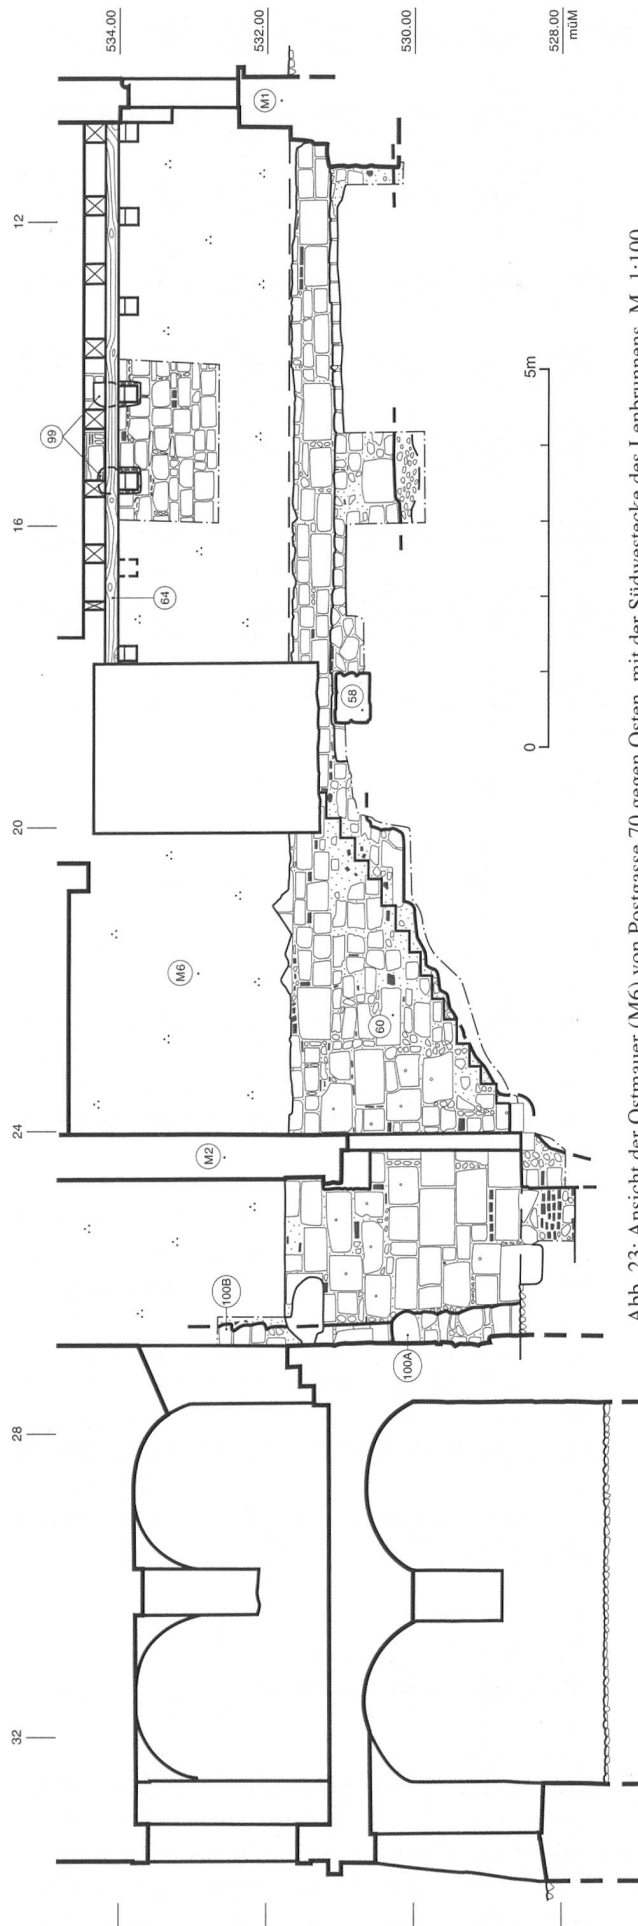 32 28 24 20 16 12
99
534.00
64
M6
M2
100B
M1
532.00
58
60
100A
530.00
0 5m
528.00
müM
Abb. 23: Ansicht der Ostmauer (M6) von Postgasse 70 gegen Osten, mit der Südwestecke des Lenbrunnens. M. 1:100.